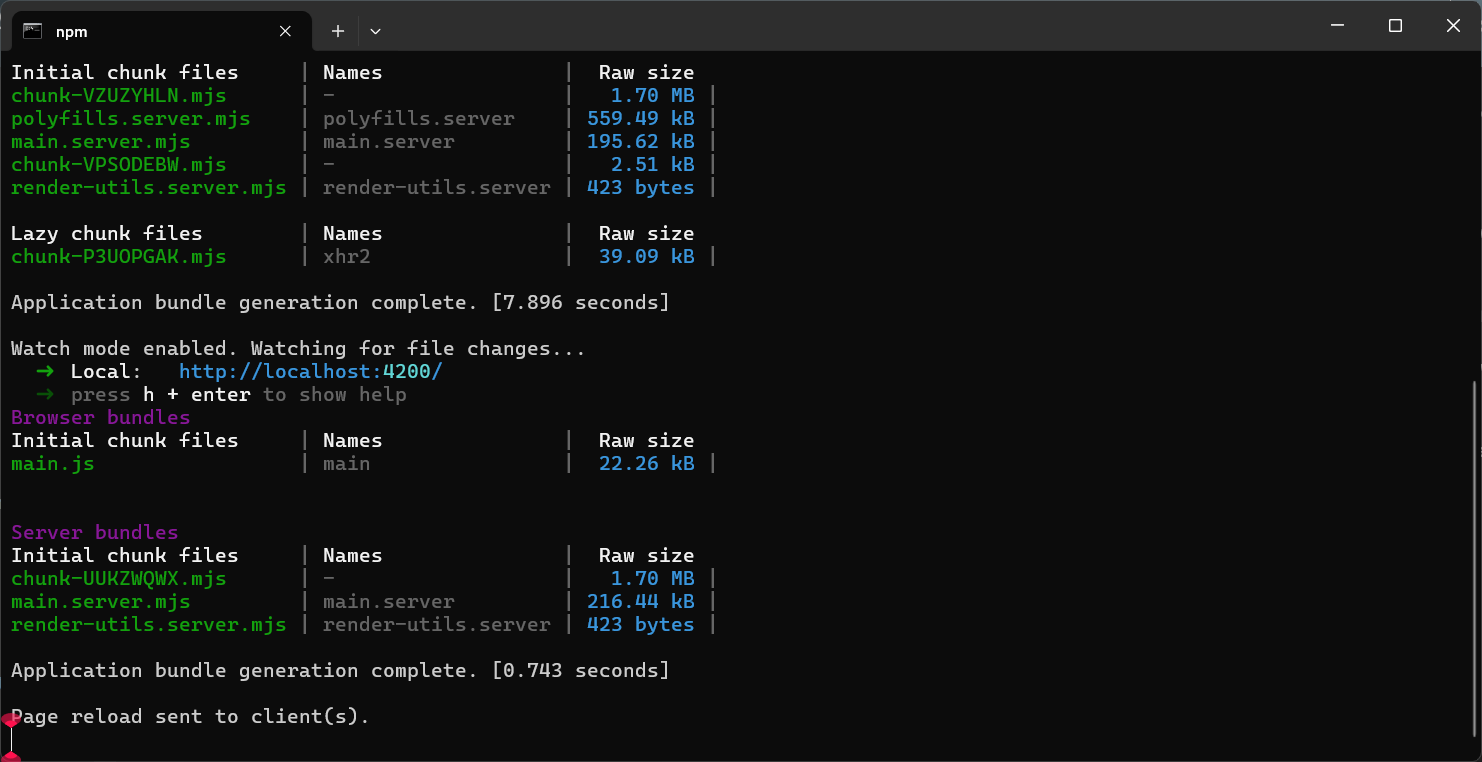 npm
Initial chunk files | Names | Raw size
chunk-VZUZYHLN.mjs | - | 1.70 MB |
polyfills.server.mjs | polyfills.server | 559.49 kB |
main.server.mjs | main.server | 195.62 kB |
chunk-VPSODEBW.mjs | - | 2.51 kB |
render-utils.server.mjs | render-utils.server | 423 bytes |
Lazy chunk files | Names | Raw size
chunk-P3UOPGAK.mjs | xhr2 | 39.09 kB |
Application bundle generation complete. [7.896 seconds]
Watch mode enabled. Watching for file changes...
➜ Local: http://localhost:4200/
➜ press h + enter to show help
Browser bundles
Initial chunk files | Names | Raw size
main.js | main | 22.26 kB |
Server bundles
Initial chunk files | Names | Raw size
chunk-UUKZWQWX.mjs | - | 1.70 MB |
main.server.mjs | main.server | 216.44 kB |
render-utils.server.mjs | render-utils.server | 423 bytes |
Application bundle generation complete. [0.743 seconds]
Page reload sent to client(s).